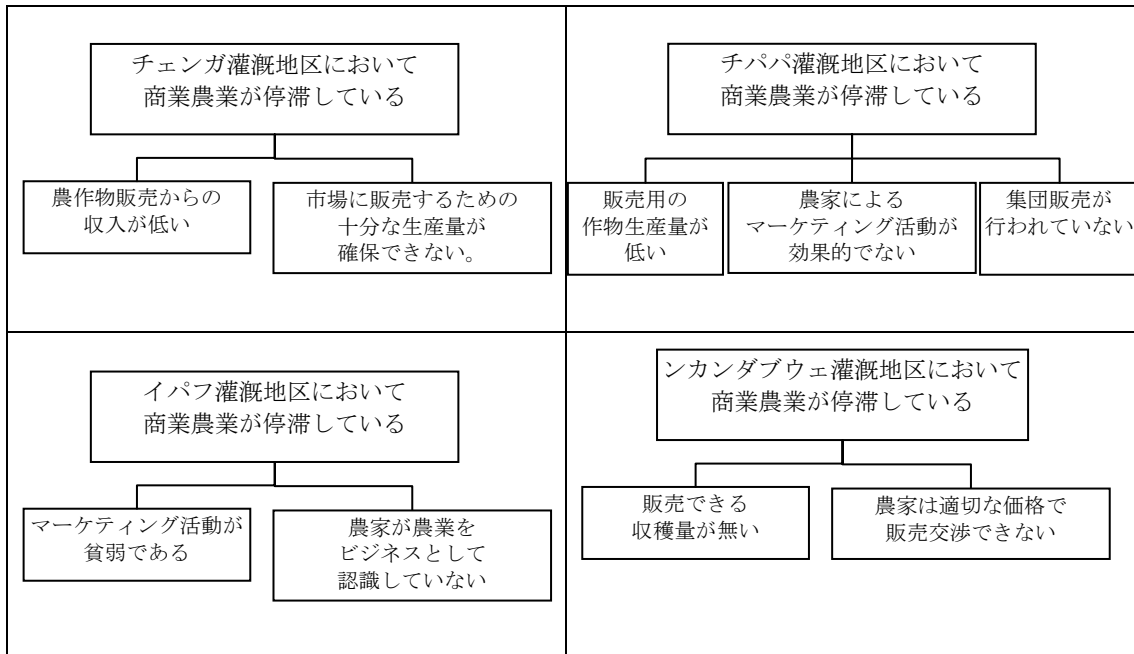 チェンガ灌漑地区において
商業農業が停滞している
農作物販売からの
収入が低い
市場に販売するための
十分な生産量が
確保できない。
チパパ灌漑地区において
商業農業が停滞している
販売用の
作物生産量が
低い
農家による
マーケティング活動が
効果的でない
集団販売が
行われていない
イパフ灌漑地区において
商業農業が停滞している
マーケティング活動が
貧弱である
農家が農業を
ビジネスとして
認識していない
ンカンダブウェ灌漑地区において
商業農業が停滞している
販売できる
収穫量が無い
農家は適切な価格で
販売交渉できない